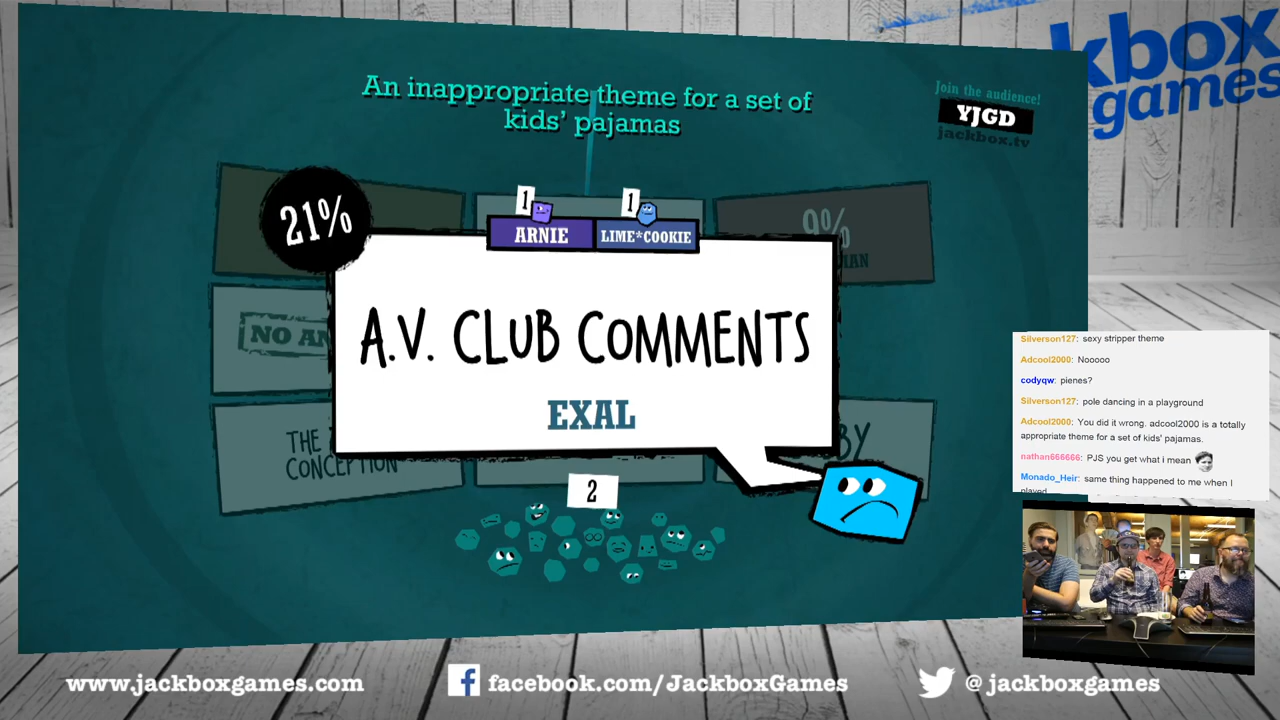 kbox
games
An inappropriate theme for a set of
kids' pajamas
Join the audience!
YJGD
jackbox.tv
21%
1
ARNIE
1
LIME*COOKIE
9%
NO AN
A.V. CLUB COMMENTS
EXAL
THE
CONCEPTION
BY
2
Silverson127: sexy stripper theme
Adcool2000: Nooooo
codyqw: pienes?
Silverson127: pole dancing in a playground
Adcool2000: You did it wrong. adcool2000 is a totally
appropriate theme for a set of kids' pajamas.
nathan666666: PJS you get what i mean
Monado_Heir: same thing happened to me when I
played
www.jackboxgames.com
facebook.com/JackboxGames
@jackboxgames